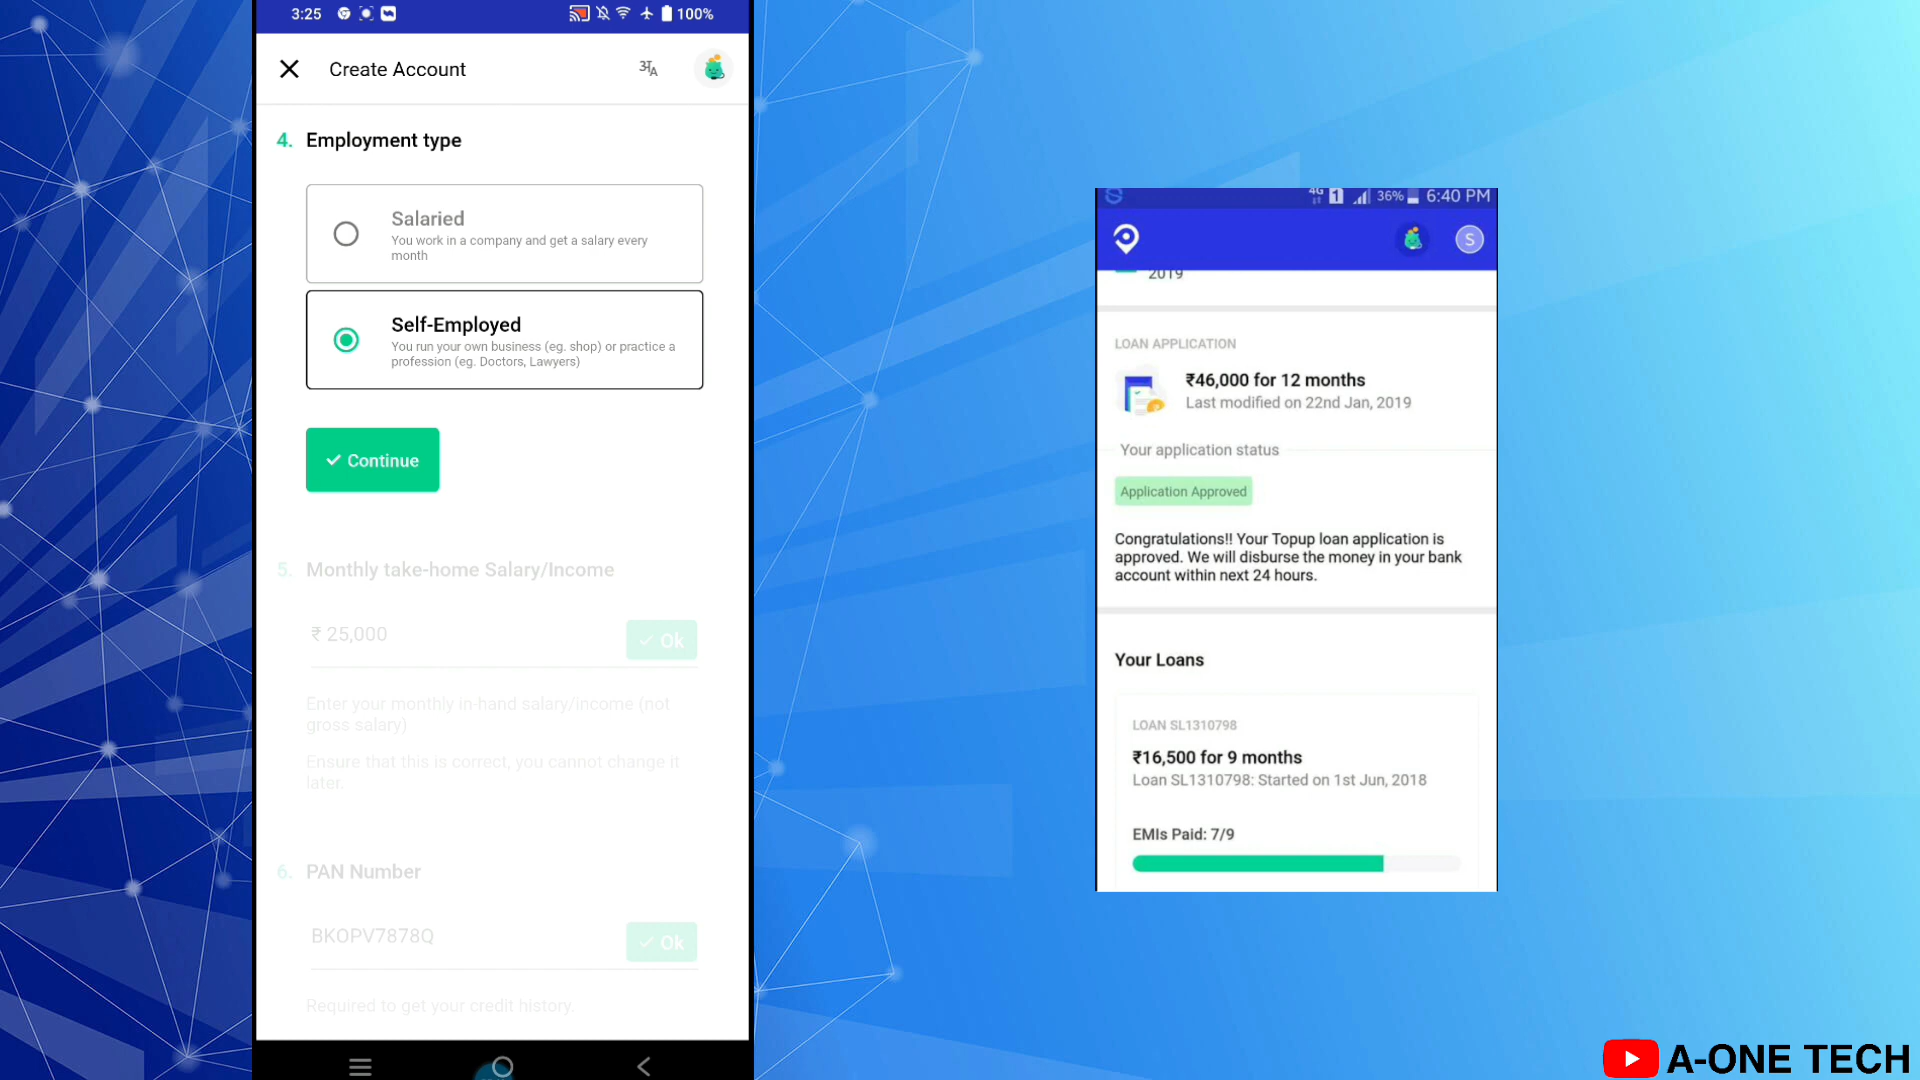 3:25
100%
Create Account
अA
4. Employment type
Salaried
You work in a company and get a salary every
month
Self-Employed
You run your own business (eg. shop) or practice a
profession (eg. Doctors, Lawyers)
Continue
5. Monthly take-home Salary/Income
₹ 25,000
Ok
Enter your monthly in-hand salary/income (not
gross salary)
Ensure that this is correct, you cannot change it
later.
6. PAN Number
BKOPV7878Q
Ok
Required to get your credit history.
4G 1 36% 6:40 PM
S
2019
LOAN APPLICATION
₹46,000 for 12 months
Last modified on 22nd Jan, 2019
Your application status
Application Approved
Congratulations!! Your Topup loan application is
approved. We will disburse the money in your bank
account within next 24 hours.
Your Loans
LOAN SL1310798
₹16,500 for 9 months
Loan SL1310798: Started on 1st Jun, 2018
EMIs Paid: 7/9
A-ONE TECH